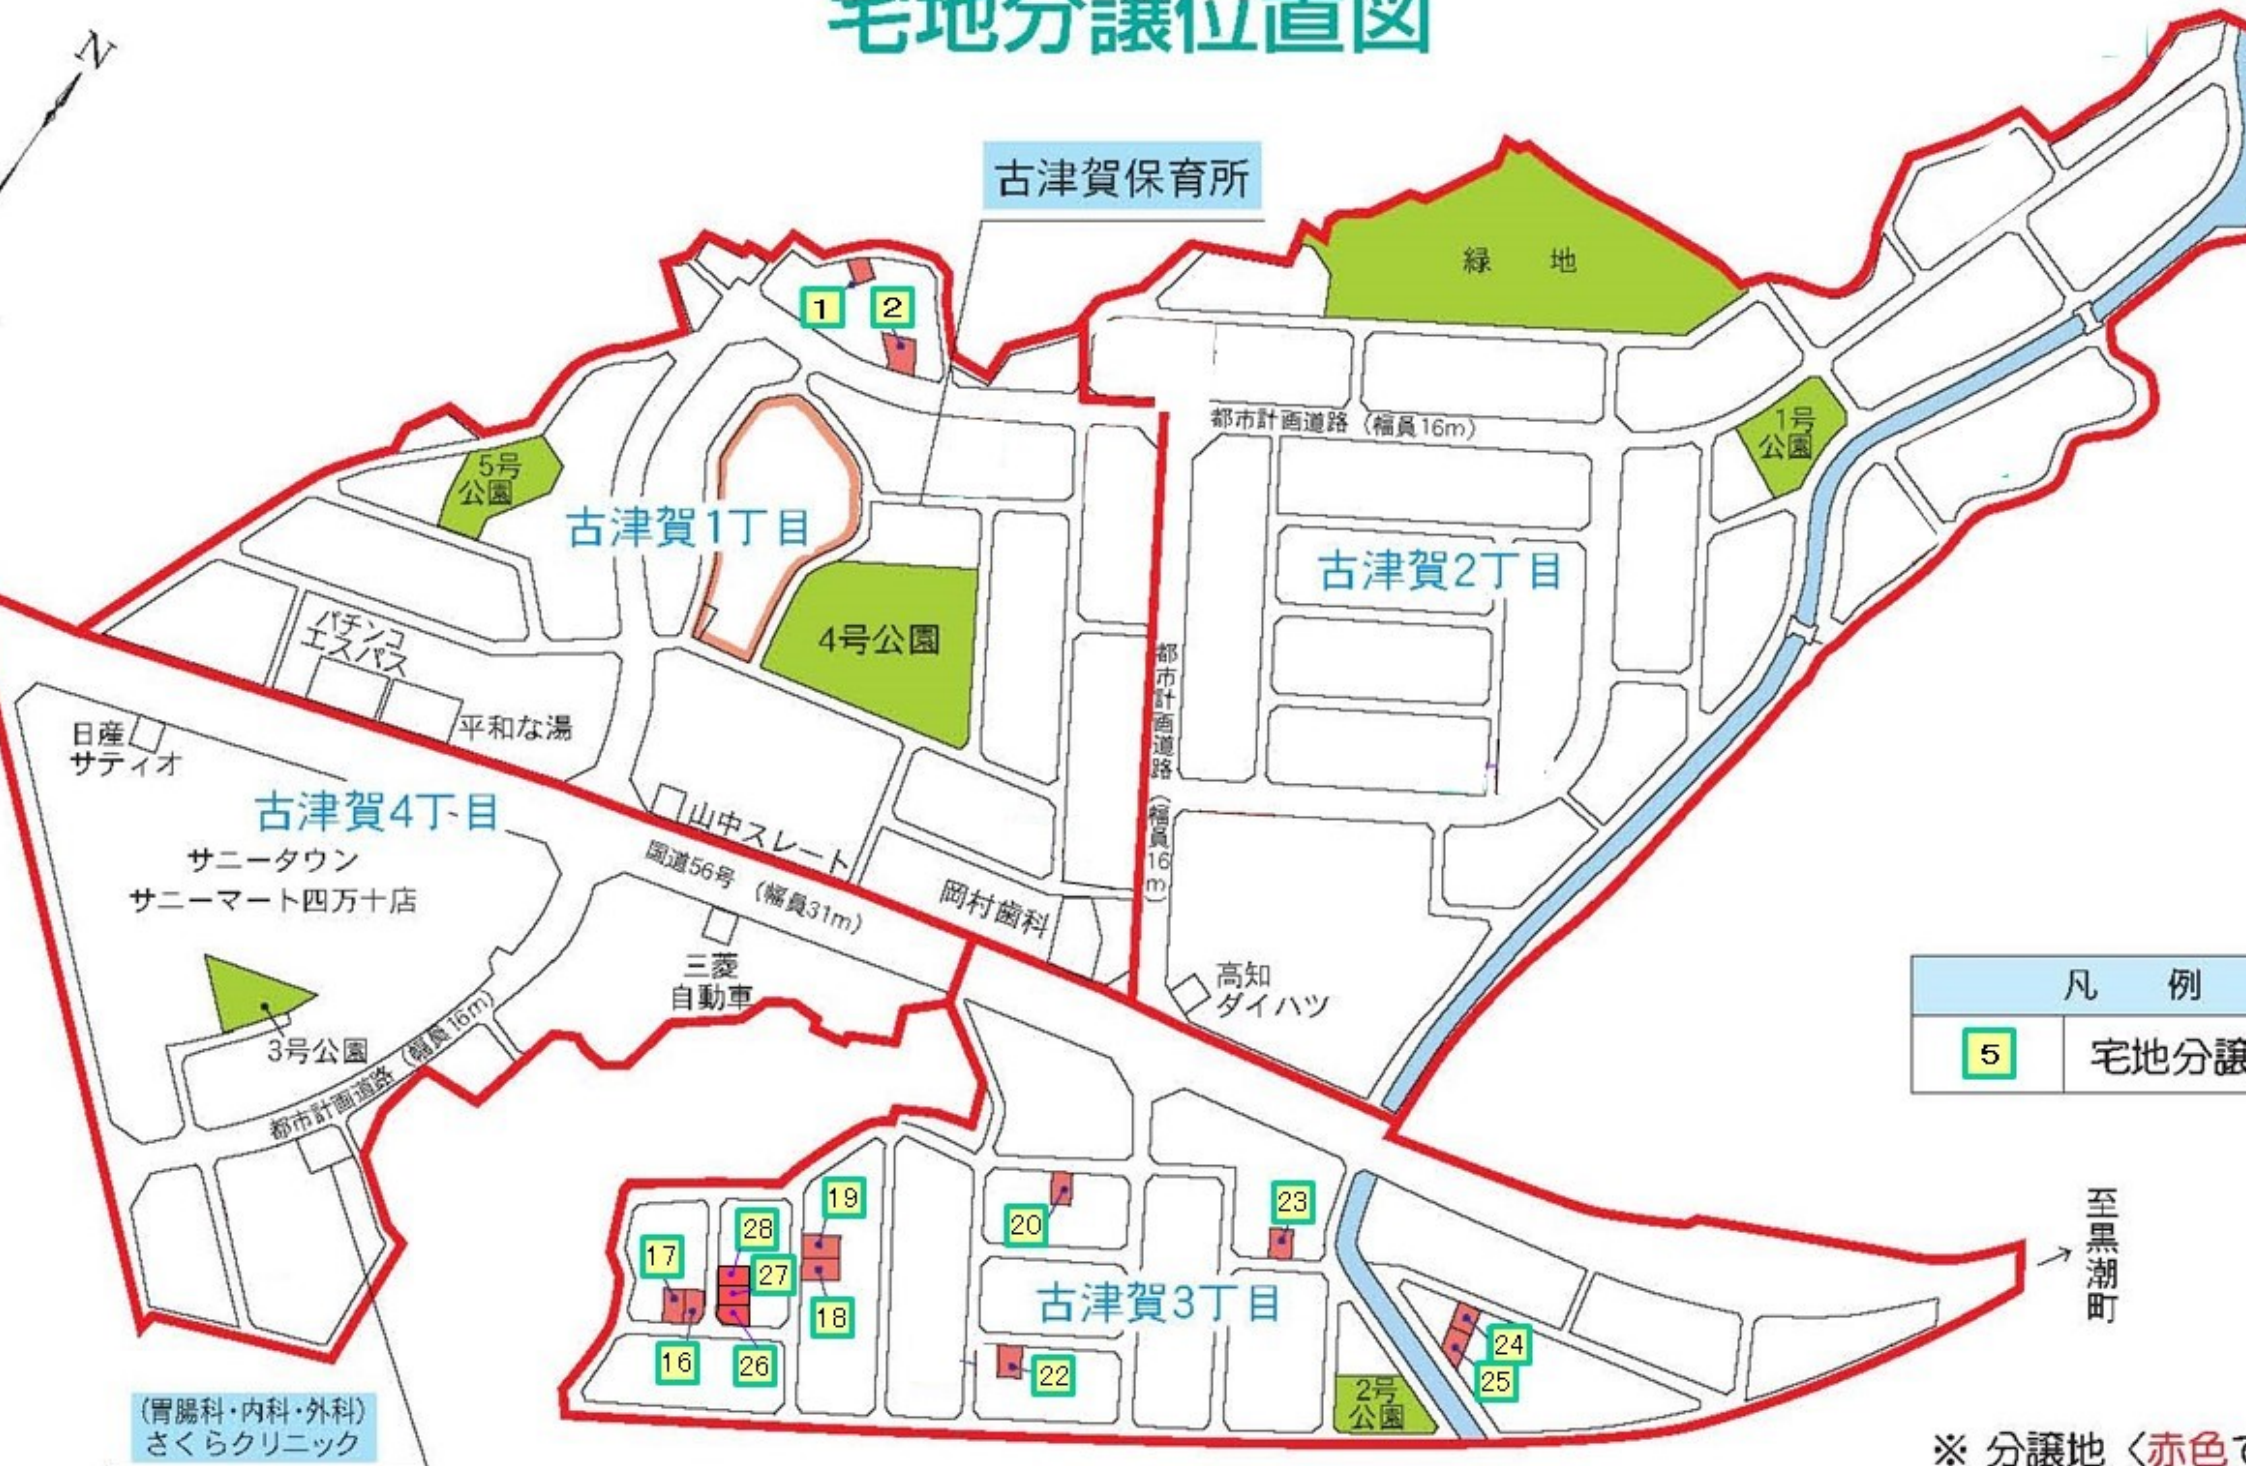 宅地分譲位置図
N
古津賀保育所
緑 地
1
2
都市計画道路（幅員16m）
1号
公園
5号
公園
古津賀1丁目
古津賀2丁目
4号公園
パチンコ
エスパス
平和な湯
都市計画道路（幅員16m）
日産
サティオ
古津賀4丁目
サニータウン
サニーマート四万十店
山中スレート
国道56号（幅員31m）
岡村歯科
三菱
自動車
高知
ダイハツ
3号公園
都市計画道路（幅員16m）
凡 例
5
宅地分譲
至黒潮町
19
28
17
27
18
16
26
20
23
古津賀3丁目
22
24
25
2号
公園
（胃腸科・内科・外科）
さくらクリニック
※ 分譲地〈赤色で